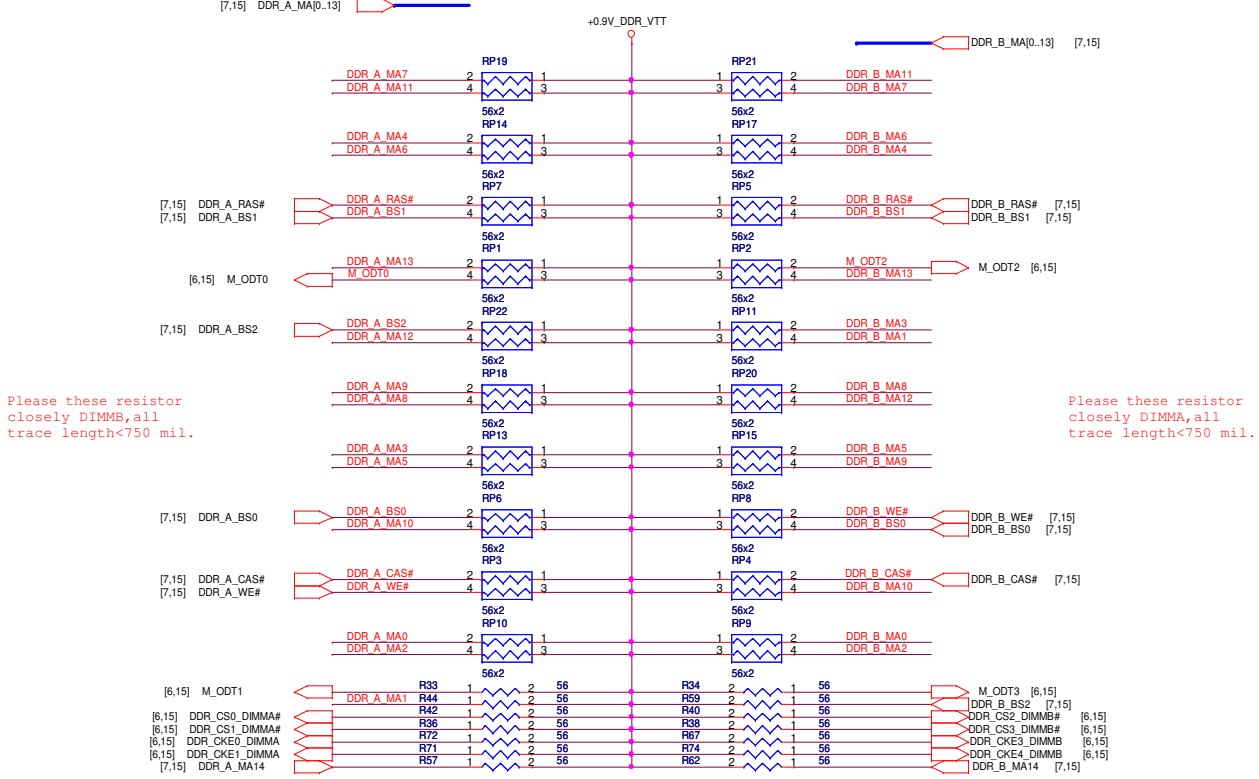 [7,15] DDR_A_MA[0..13]
+0.9V_DDR_VTT
DDR_B_MA[0..13] [7,15]
RP19 RP21
DDR_A_MA7 2 1 1 2 DDR_B_MA11
DDR_A_MA11 4 3 3 4 DDR_B_MA7
56x2 56x2
RP14 RP17
DDR_A_MA4 2 1 1 2 DDR_B_MA6
DDR_A_MA6 4 3 3 4 DDR_B_MA4
56x2 56x2
RP7 RP5
[7,15] DDR_A_RAS# DDR_A_RAS# 2 1 1 2 DDR_B_RAS# DDR_B_RAS# [7,15]
[7,15] DDR_A_BS1 DDR_A_BS1 4 3 3 4 DDR_B_BS1 DDR_B_BS1 [7,15]
56x2 56x2
RP1 RP2
DDR_A_MA13 2 1 1 2 M_ODT2 M_ODT2 [6,15]
[6,15] M_ODT0 M_ODT0 4 3 3 4 DDR_B_MA13
56x2 56x2
RP22 RP11
[7,15] DDR_A_BS2 DDR_A_BS2 2 1 1 2 DDR_B_MA3
DDR_A_MA12 4 3 3 4 DDR_B_MA1
56x2 56x2
RP18 RP20
DDR_A_MA9 2 1 1 2 DDR_B_MA8
DDR_A_MA8 4 3 3 4 DDR_B_MA12
56x2 56x2
Please these resistor
closely DIMMB,all
trace length<750 mil.
Please these resistor
closely DIMMA,all
trace length<750 mil.
RP13 RP15
DDR_A_MA3 2 1 1 2 DDR_B_MA5
DDR_A_MA5 4 3 3 4 DDR_B_MA9
56x2 56x2
RP6 RP8
[7,15] DDR_A_BS0 DDR_A_BS0 2 1 1 2 DDR_B_WE# DDR_B_WE# [7,15]
DDR_A_MA10 4 3 3 4 DDR_B_BS0 DDR_B_BS0 [7,15]
56x2 56x2
RP3 RP4
[7,15] DDR_A_CAS# DDR_A_CAS# 2 1 1 2 DDR_B_CAS# DDR_B_CAS# [7,15]
[7,15] DDR_A_WE# DDR_A_WE# 4 3 3 4 DDR_B_MA10
56x2 56x2
RP10 RP9
DDR_A_MA0 2 1 1 2 DDR_B_MA0
DDR_A_MA2 4 3 3 4 DDR_B_MA2
56x2 56x2
[6,15] M_ODT1 R33 1 2 56 R34 2 1 56 M_ODT3 [6,15]
DDR_A_MA1 R44 1 2 56 R59 2 1 56 DDR_B_BS2 [7,15]
[6,15] DDR_CS0_DIMMA# R42 1 2 56 R40 2 1 56 DDR_CS2_DIMMB# [6,15]
[6,15] DDR_CS1_DIMMA# R36 1 2 56 R38 2 1 56 DDR_CS3_DIMMB# [6,15]
[6,15] DDR_CKE0_DIMMA R72 1 2 56 R67 2 1 56 DDR_CKE3_DIMMB [6,15]
[6,15] DDR_CKE1_DIMMA R71 1 2 56 R74 2 1 56 DDR_CKE4_DIMMB [6,15]
[7,15] DDR_A_MA14 R57 1 2 56 R62 2 1 56 DDR_B_MA14 [7,15]